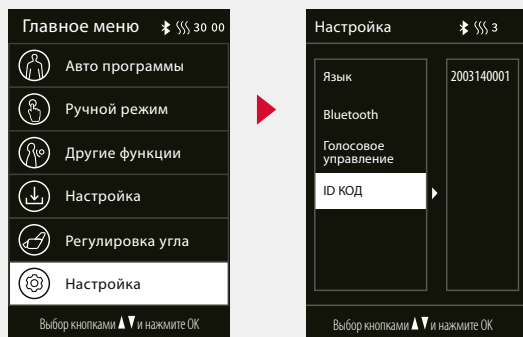 Главное меню 30 00
Авто программы
Ручной режим
Другие функции
Настройка
Регулировка угла
Настройка
Выбор кнопками и нажмите OK
Настройка 3
Язык
Bluetooth
Голосовое
управление
ID КОД
2003140001
Выбор кнопками и нажмите OK